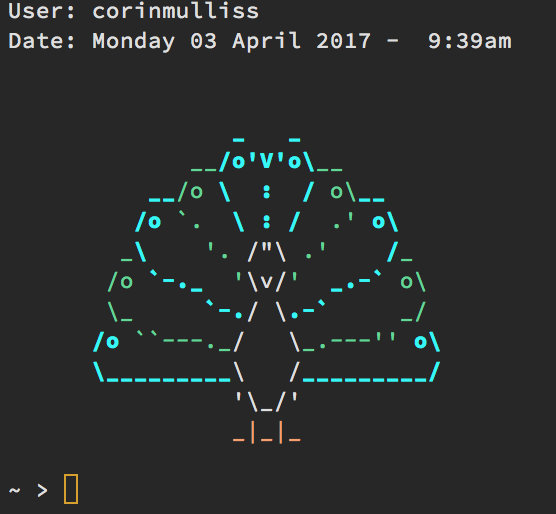 User: corinmulliss
Date: Monday 03 April 2017 -  9:39am
          _   _
       __/o'V'o\__
    __/o \  :  / o\__
   /o `.  \ : /  .' o\
  _\    '. /"\ .'    /_
 /o `-._  '\v/'  _.-` o\
 \_     `-./ \.-`     _/
/o ``---._/   \_.---'' o\
\_________\   /_________/
          '\_/'
          _|_|_
~ >